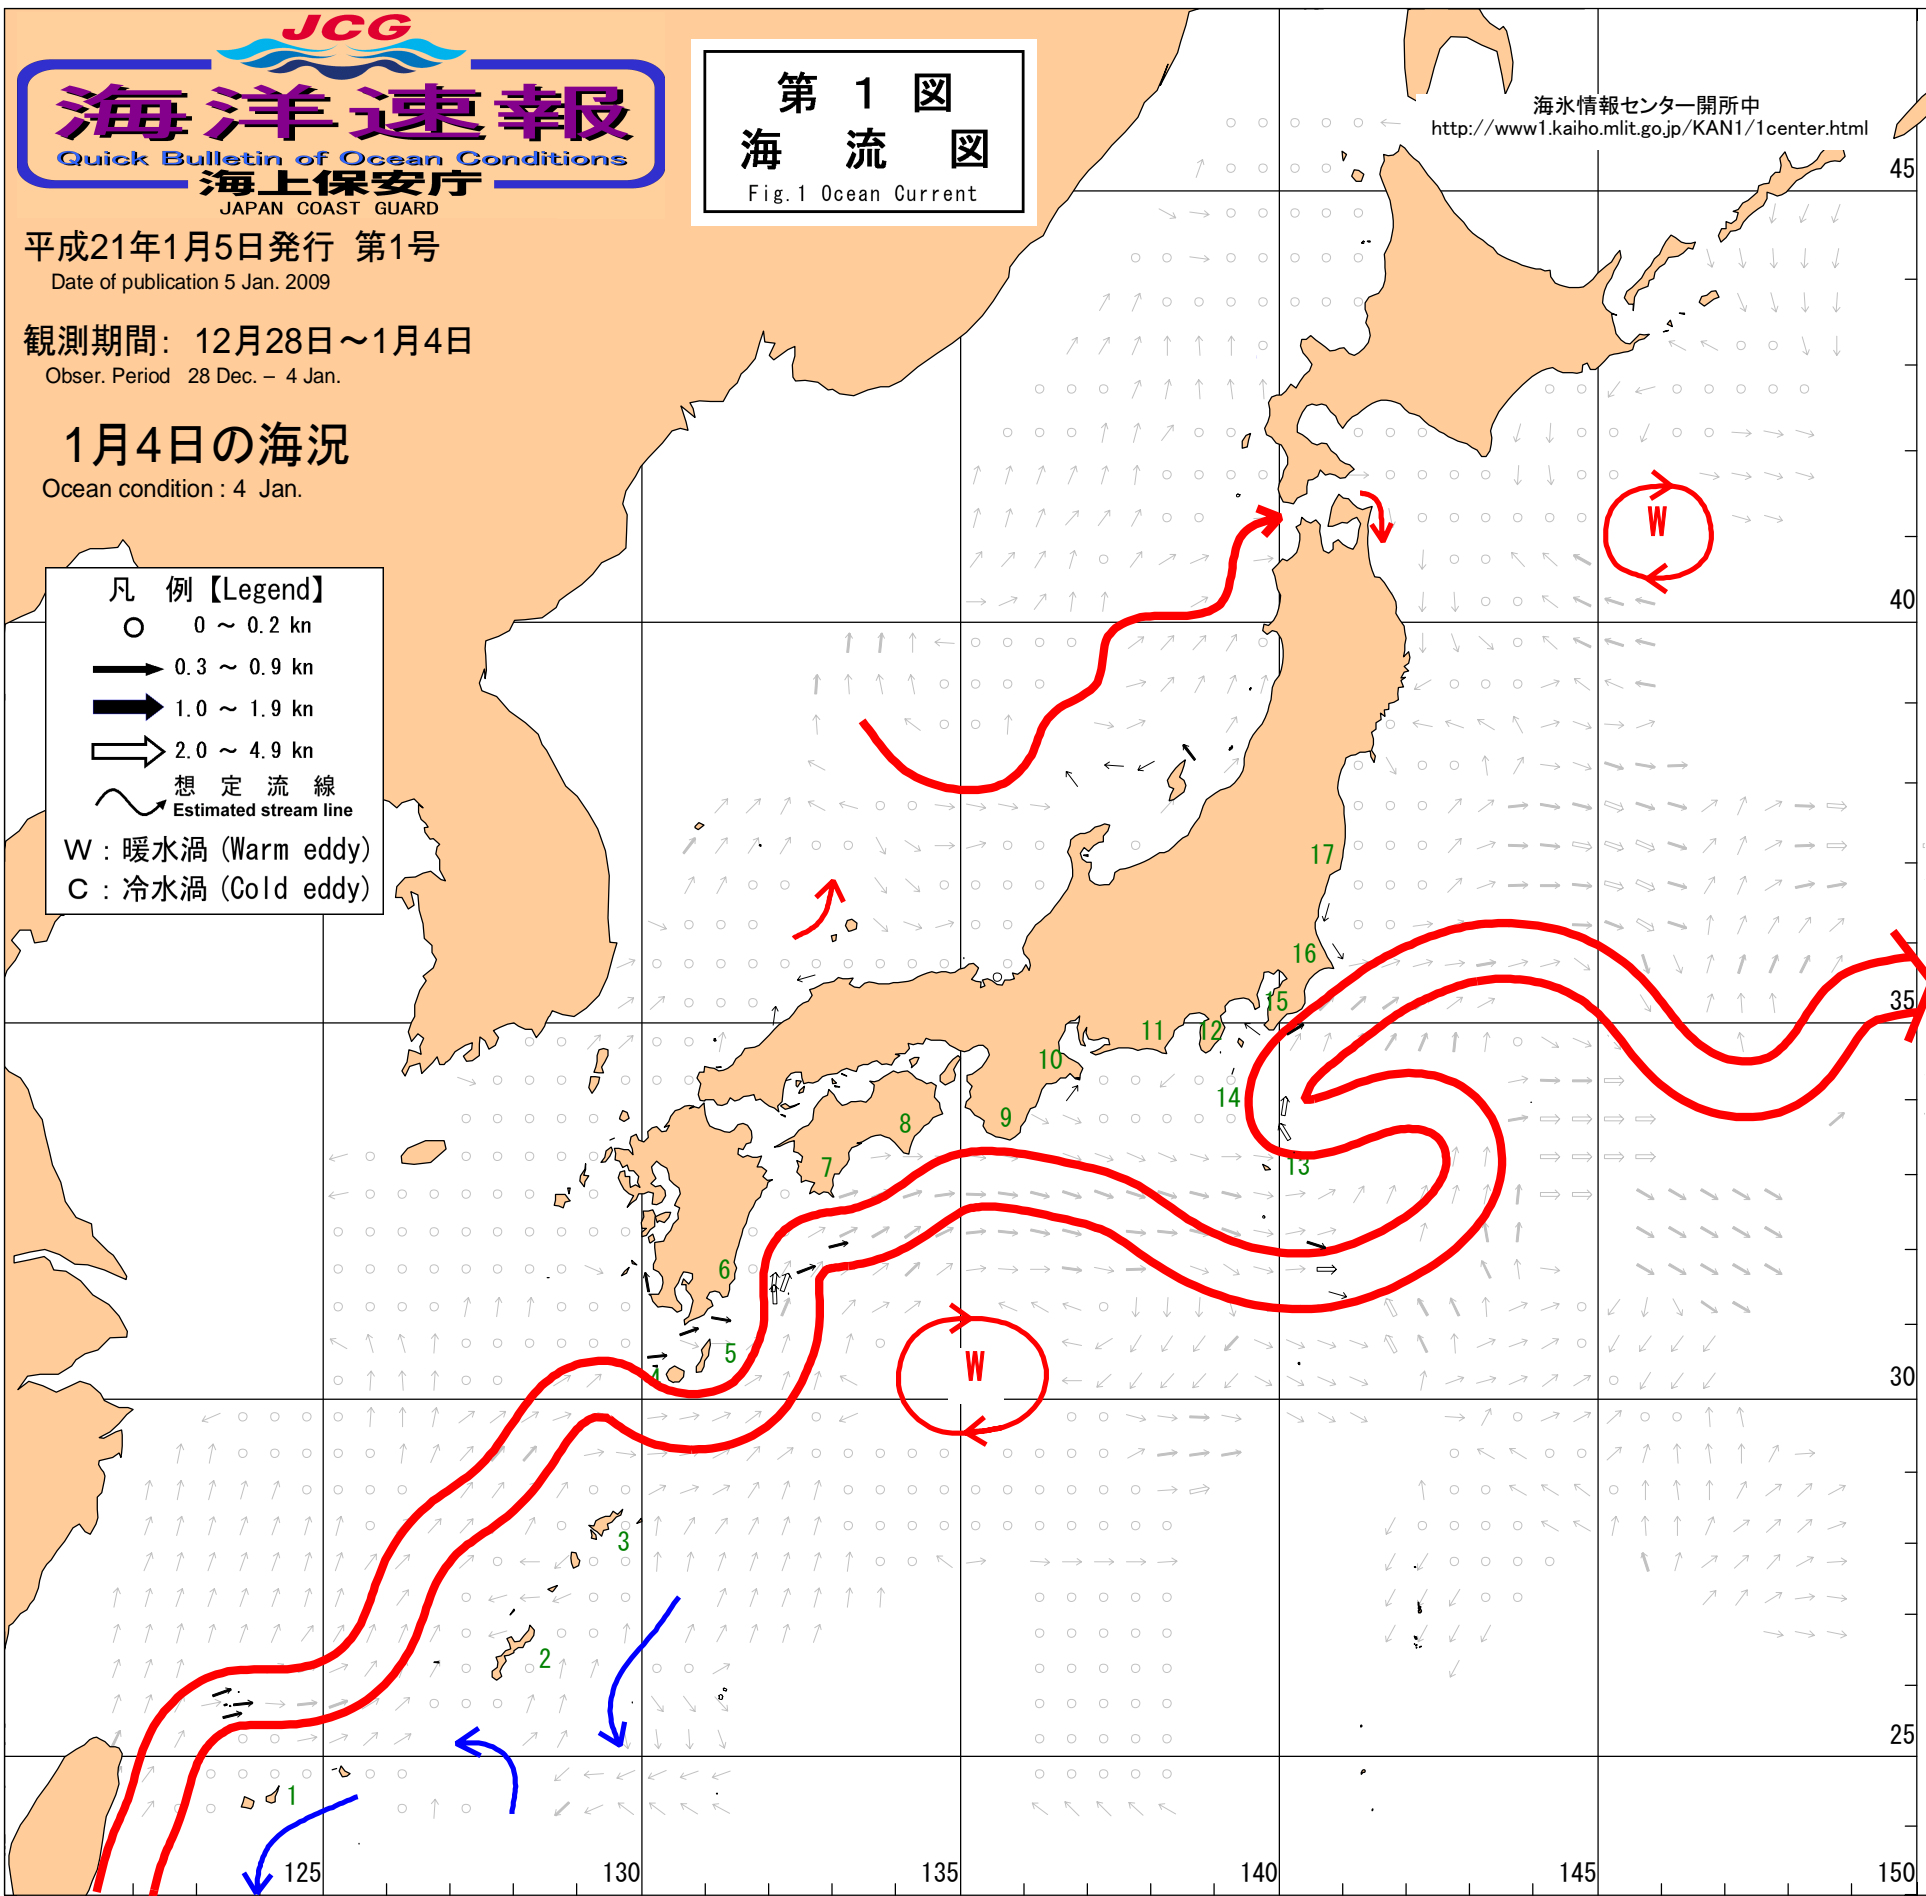 JCG
海洋速報
Quick Bulletin of Ocean Conditions
海上保安庁
JAPAN COAST GUARD
第 1 図
海 流 図
Fig.1 Ocean Current
海氷情報センター開所中
http://www1.kaiho.mlit.go.jp/KAN1/1center.html
平成21年1月5日発行 第1号
Date of publication 5 Jan. 2009
観測期間: 12月28日～1月4日
Obser. Period 28 Dec. – 4 Jan.
1月4日の海況
Ocean condition : 4 Jan.
凡 例【Legend】
0 ～ 0.2 kn
0.3 ～ 0.9 kn
1.0 ～ 1.9 kn
2.0 ～ 4.9 kn
想 定 流 線
Estimated stream line
W : 暖水渦 (Warm eddy)
C : 冷水渦 (Cold eddy)
45
W
40
17
16
15
35
11
12
10
14
9
8
13
7
6
5
W
4
30
3
2
25
1
125
130
135
140
145
150